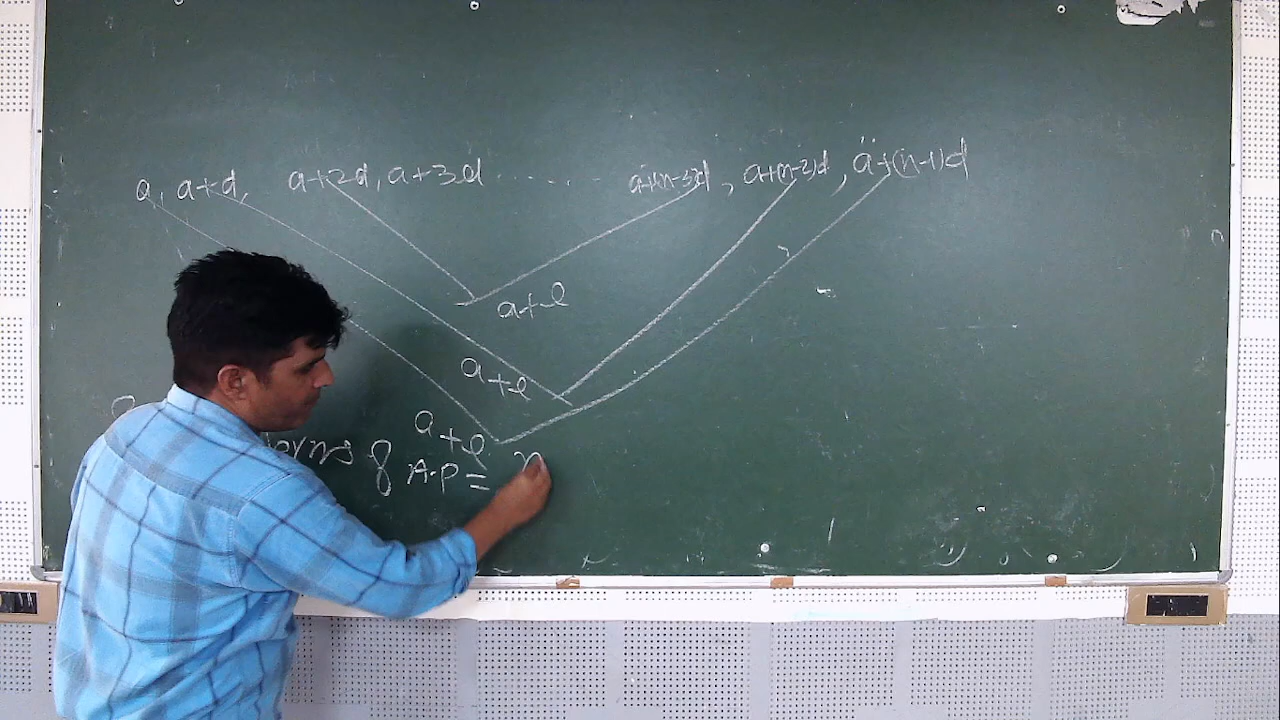 a, a+d, a+2d, a+3d ...... a+(n-3)d, a+(n-2)d, a+(n-1)d
a+l
a+l
a+l
terms of A.P = n